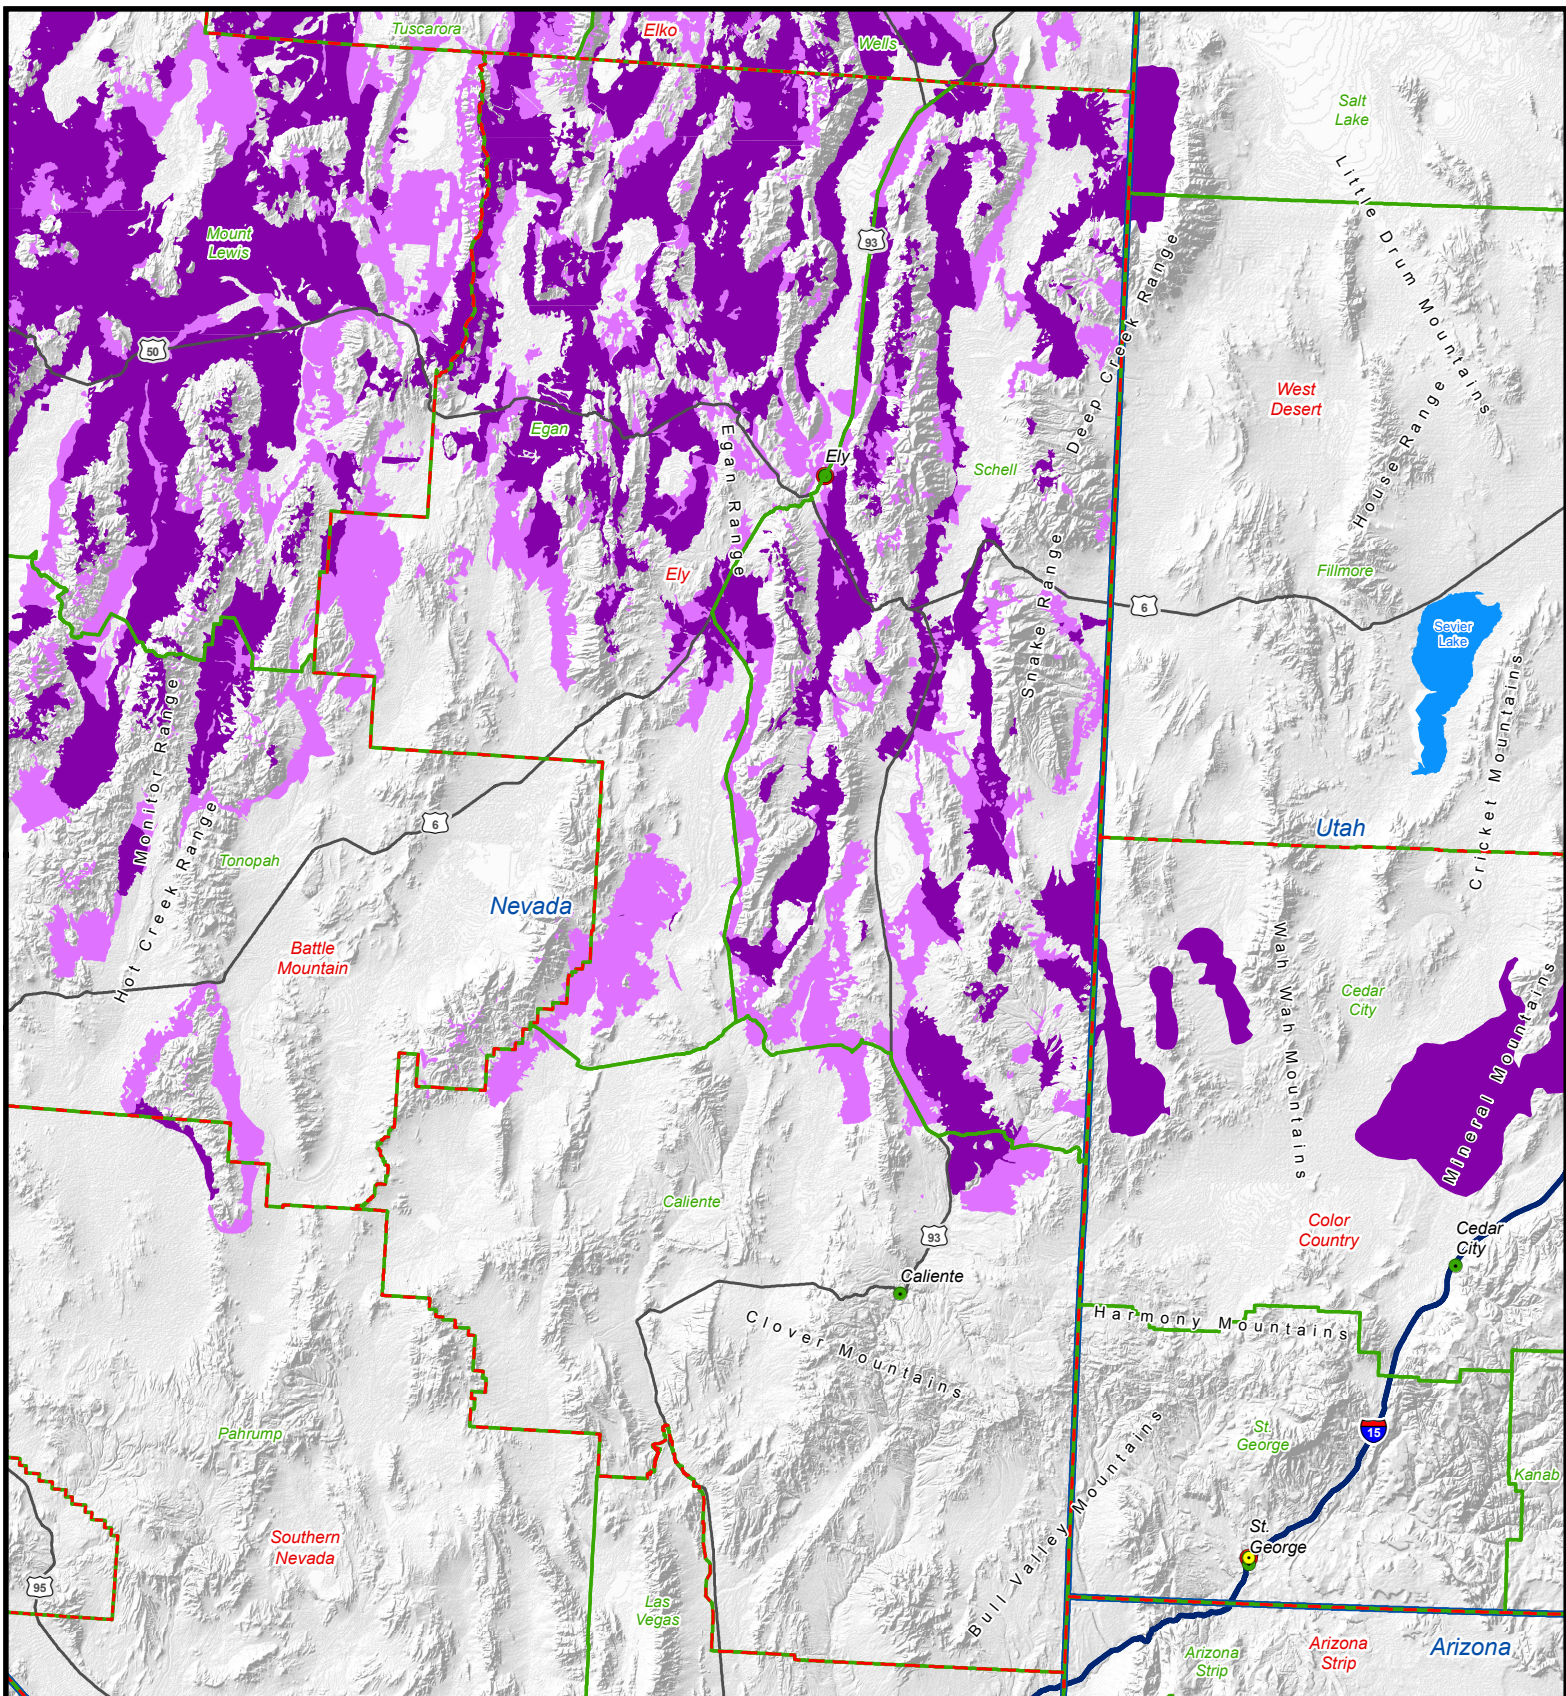 Tuscarora
Elko
Wells
Salt
Lake
Little Drum Mountains
Mount
Lewis
93
Deep Creek Range
50
West
Desert
House Range
Egan
Egan Range
Ely
Schell
Ely
Snake Range
Fillmore
6
Sevier
Lake
Monitor Range
Cricket Mountains
Hot Creek Range
6
Utah
Tonopah
Nevada
Battle
Mountain
Wah Wah Mountains
Cedar
City
Mineral Mountains
Caliente
93
Color
Country
Cedar
City
Caliente
Harmony Mountains
Clover Mountains
Pahrump
St.
George
15
Kanab
Bull Valley Mountains
Southern
Nevada
St.
George
95
Las
Vegas
Arizona
Strip
Arizona
Strip
Arizona